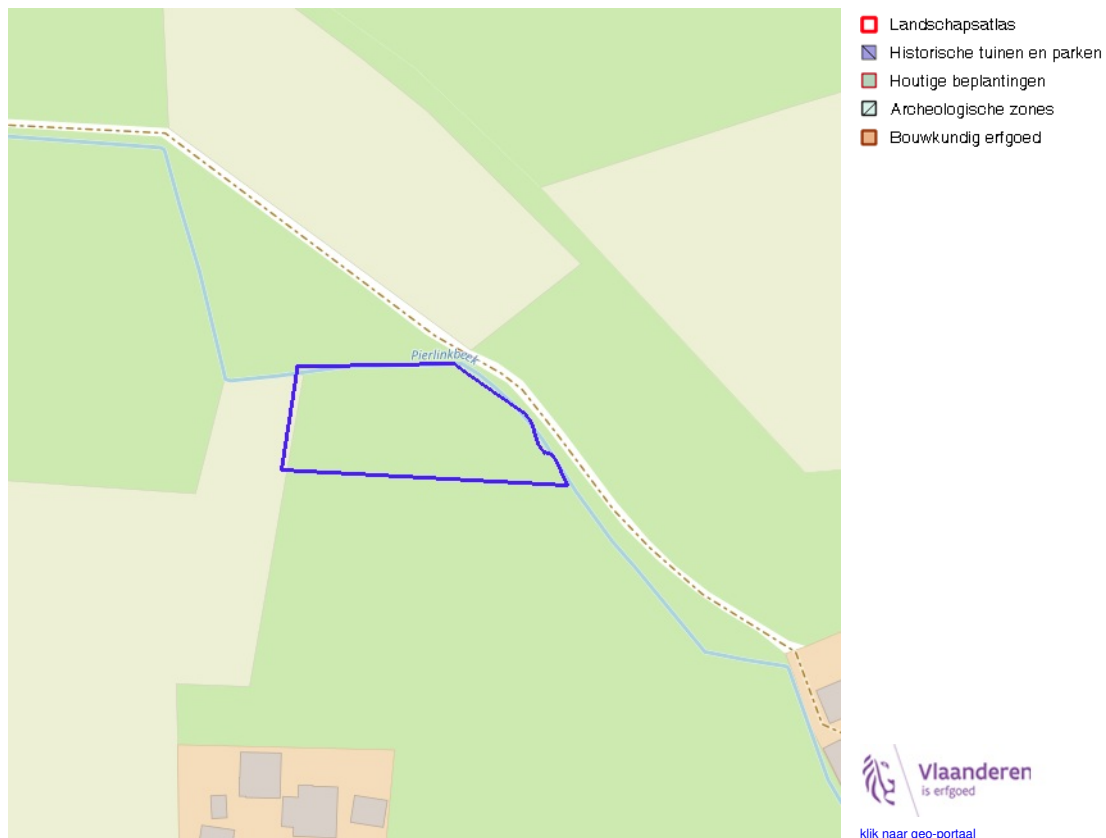 Landschapsatlas
Historische tuinen en parken
Houtige beplantingen
Archeologische zones
Bouwkundig erfgoed
Pierlinkbeek
Vlaanderen
is erfgoed
klik naar geo-portaal